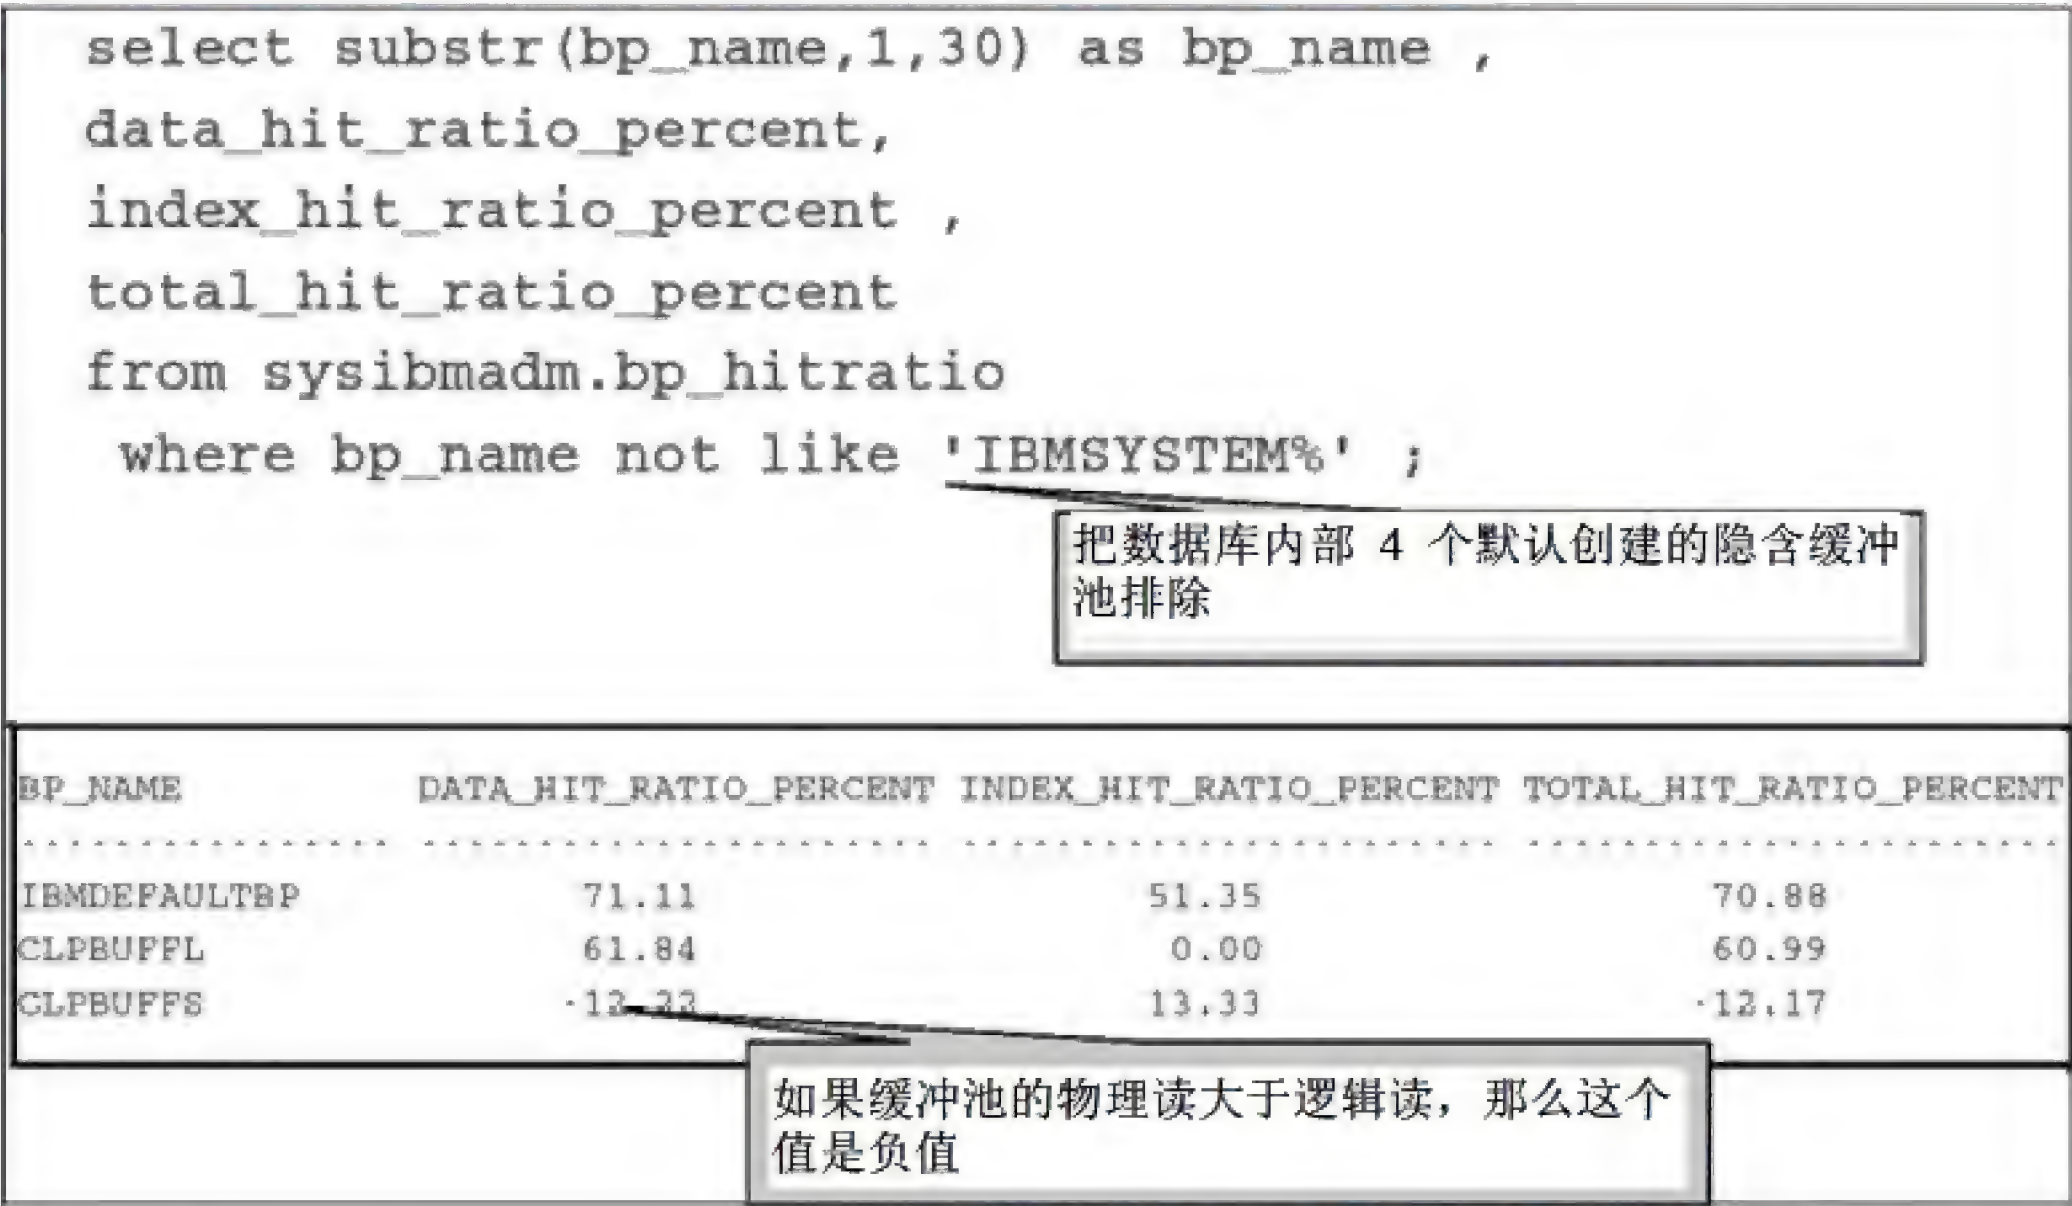 select substr(bp_name,1,30) as bp_name ,
data_hit_ratio_percent,
index_hit_ratio_percent ,
total_hit_ratio_percent
from sysibmadm.bp_hitratio
where bp_name not like 'IBMSYSTEM%' ;
把数据库内部 4 个默认创建的隐含缓冲
池排除
BP_NAME DATA_HIT_RATIO_PERCENT INDEX_HIT_RATIO_PERCENT TOTAL_HIT_RATIO_PERCENT
IBMDEFAULTBP 71.11 51.35 70.88
CLPBUFFL 61.84 0.00 60.99
CLPBUFFS 13.33 -12.17
如果缓冲池的物理读大于逻辑读，那么这个
值是负值